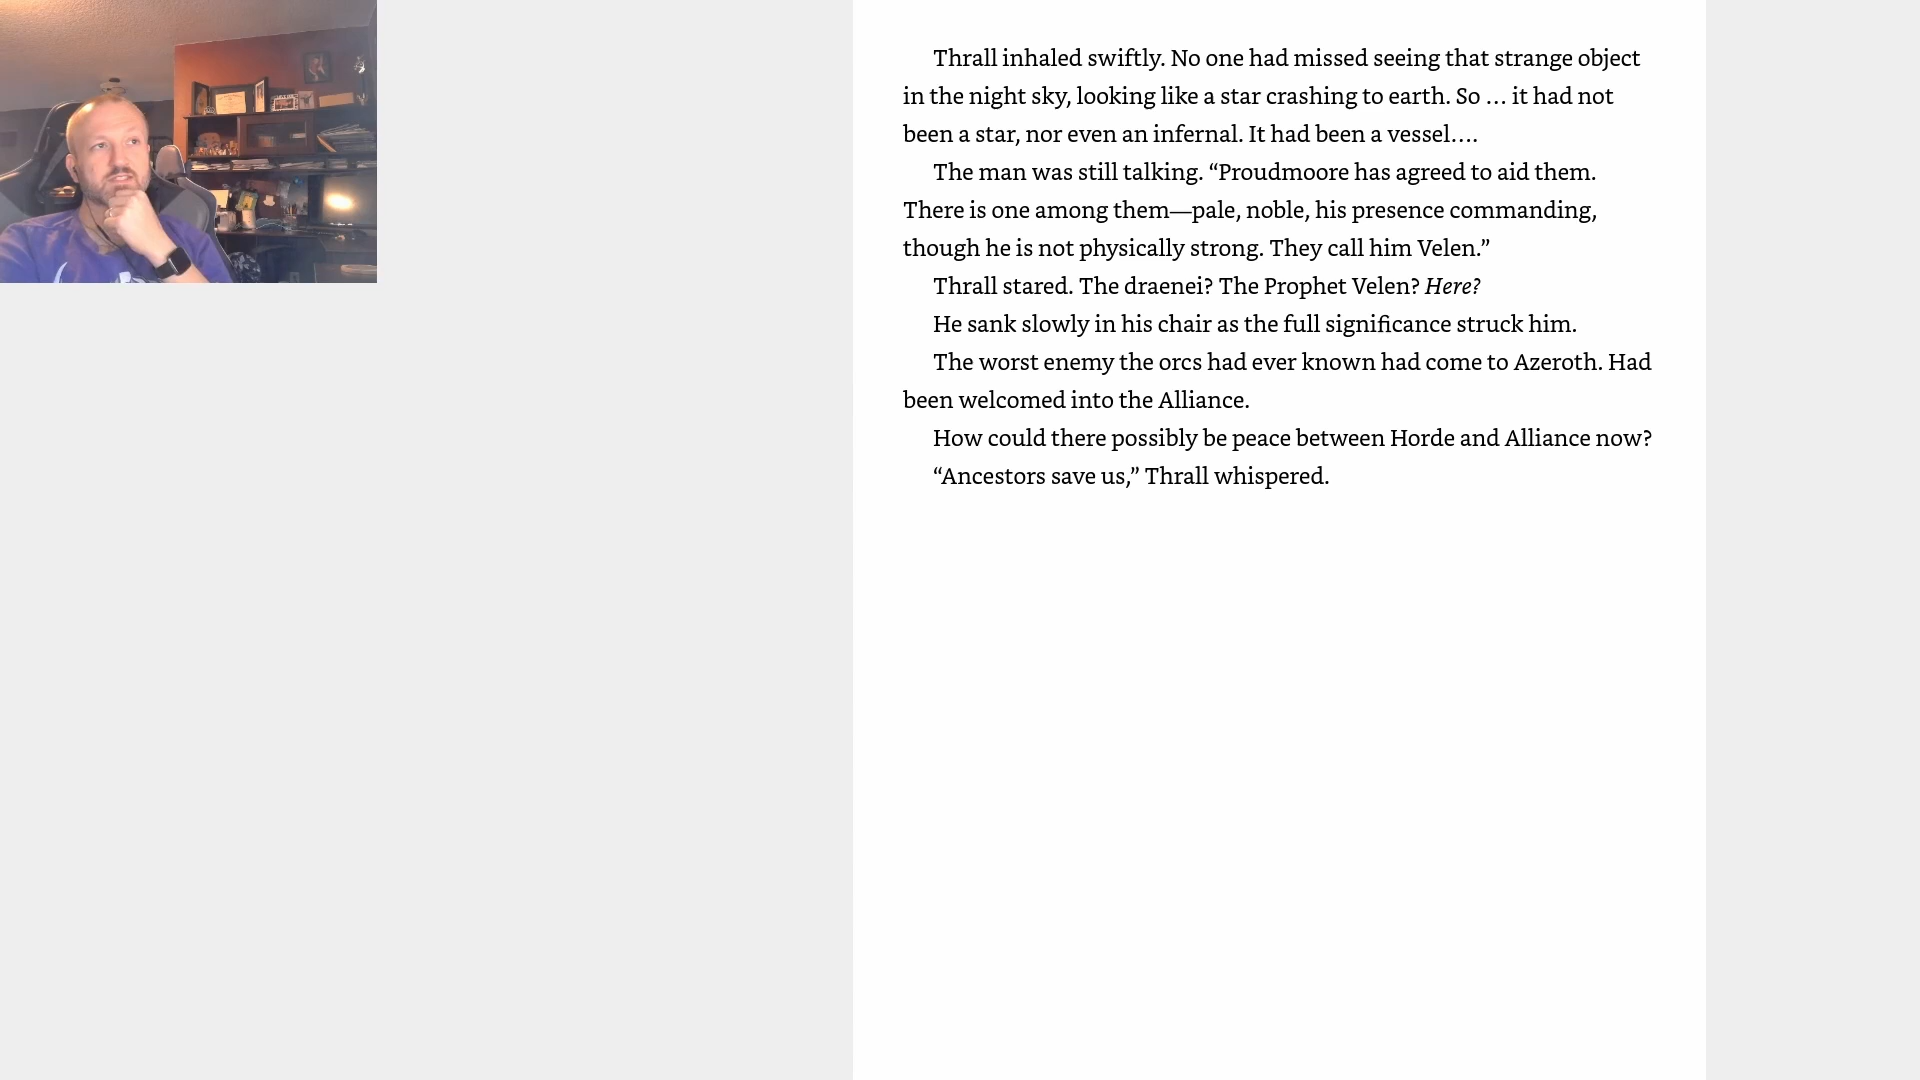 Thrall inhaled swiftly. No one had missed seeing that strange object
in the night sky, looking like a star crashing to earth. So … it had not
been a star, nor even an infernal. It had been a vessel….
The man was still talking. “Proudmoore has agreed to aid them.
There is one among them—pale, noble, his presence commanding,
though he is not physically strong. They call him Velen.”
Thrall stared. The draenei? The Prophet Velen? Here?
He sank slowly in his chair as the full significance struck him.
The worst enemy the orcs had ever known had come to Azeroth. Had
been welcomed into the Alliance.
How could there possibly be peace between Horde and Alliance now?
“Ancestors save us,” Thrall whispered.